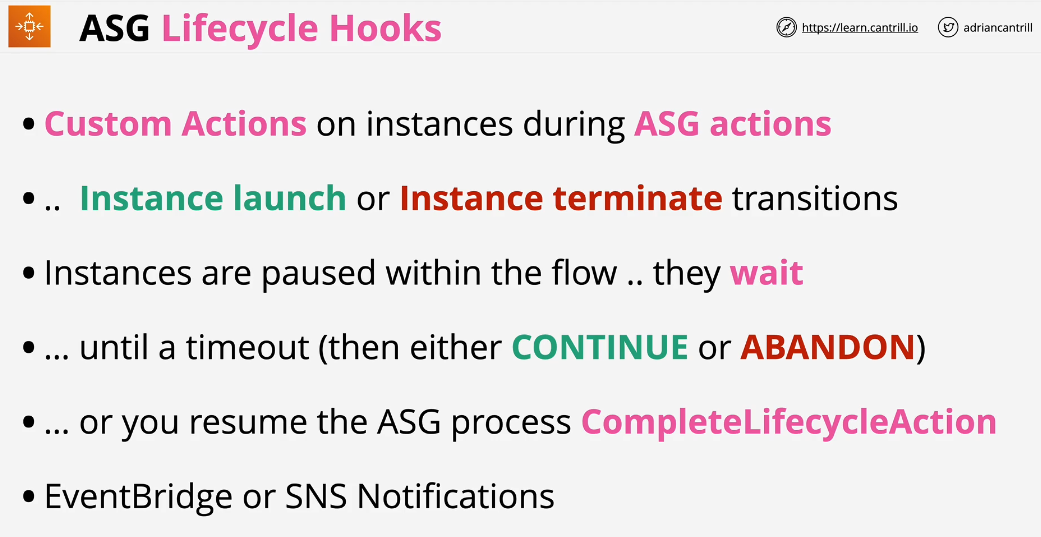 ASG Lifecycle Hooks
https://learn.cantrill.io
adriancantrill
• Custom Actions on instances during ASG actions
• .. Instance launch or Instance terminate transitions
• Instances are paused within the flow .. they wait
• ... until a timeout (then either CONTINUE or ABANDON)
• ... or you resume the ASG process CompleteLifecycleAction
• EventBridge or SNS Notifications